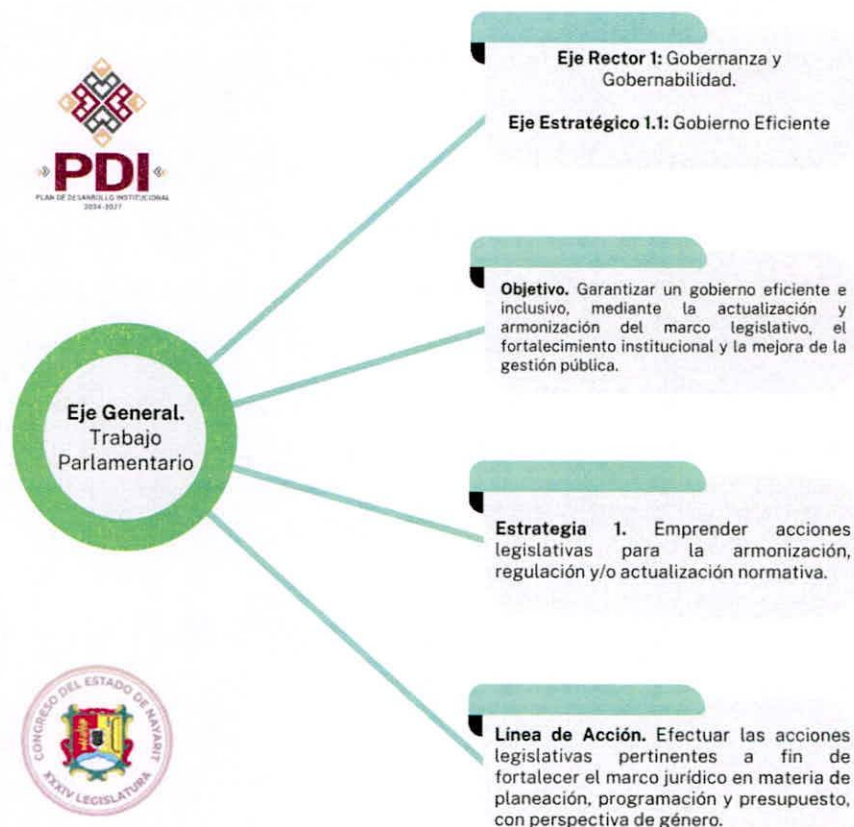 Eje Rector 1: Gobernanza y
Gobernabilidad.
Eje Estratégico 1.1: Gobierno Eficiente
PDI
PLAN DE DESARROLLO INSTITUCIONAL
2024-2027
Objetivo. Garantizar un gobierno eficiente e
inclusivo, mediante la actualización y
armonización del marco legislativo, el
fortalecimiento institucional y la mejora de la
gestión pública.
Eje General.
Trabajo
Parlamentario
Estrategia 1. Emprender acciones
legislativas para la armonización,
regulación y/o actualización normativa.
CONGRESO DEL ESTADO DE NAYARIT
XXXIV LEGISLATURA
Línea de Acción. Efectuar las acciones
legislativas pertinentes a fin de
fortalecer el marco jurídico en materia de
planeación, programación y presupuesto,
con perspectiva de género.